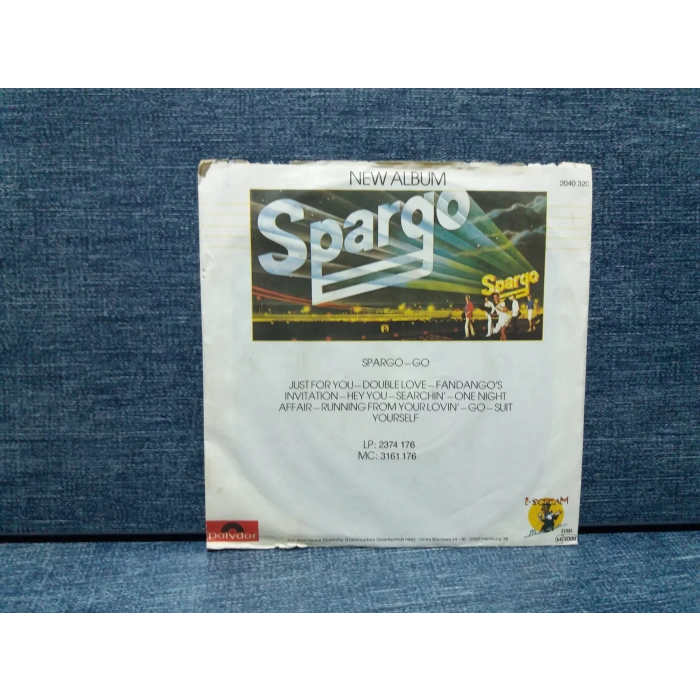 NEW ALBUM
2040 320
Spargo
Spargo
SPARGO – GO
JUST FOR YOU – DOUBLE LOVE – FANDANGO'S
INVITATION – HEY YOU – SEARCHIN' – ONE NIGHT
AFFAIR – RUNNING FROM YOUR LOVIN' – GO – SUIT
YOURSELF
LP: 2374 176
MC: 3161 176
I-SCREAM
polydor